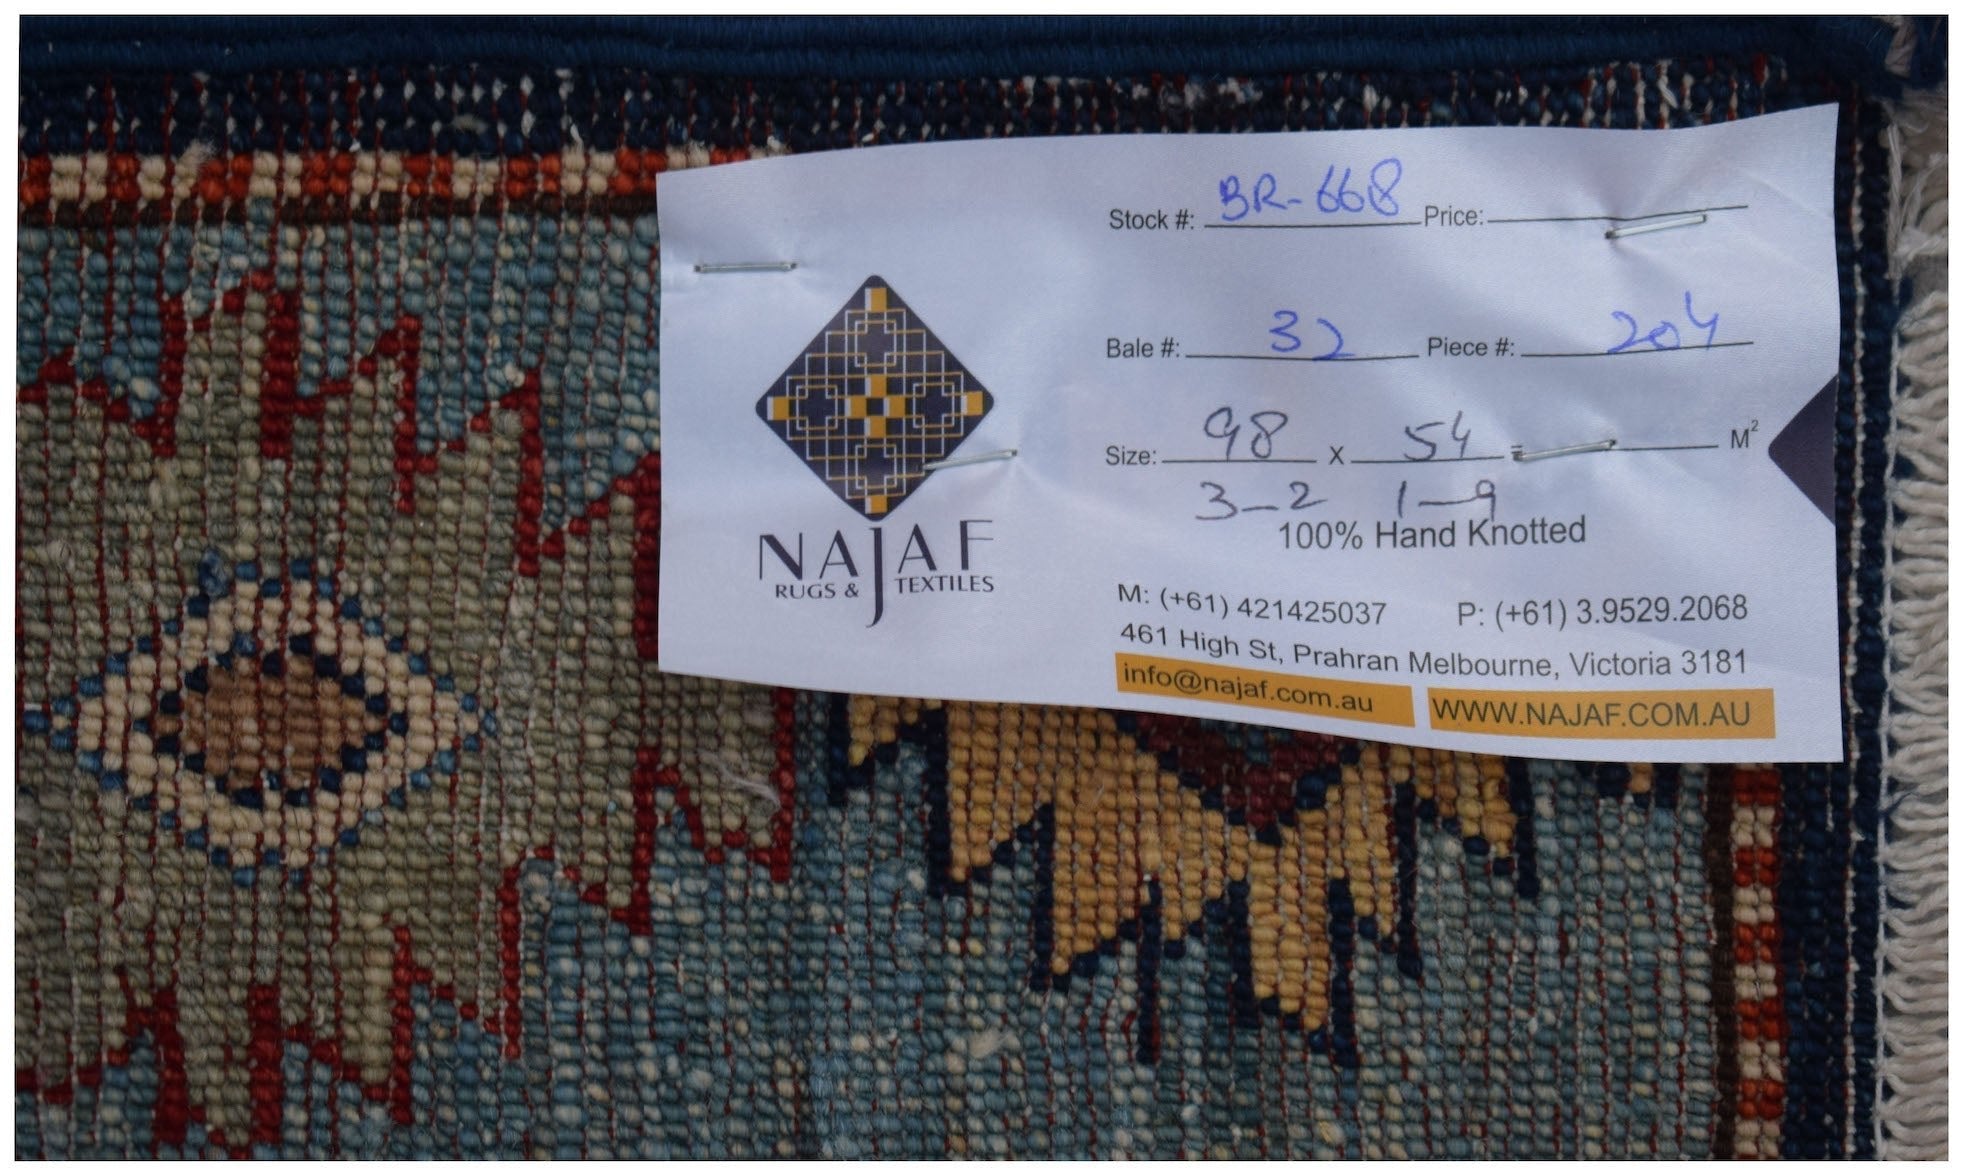 Stock #: BR-668 Price:
Bale #: 32 Piece #: 204
Size: 98 x 54 = M²
3-2 1-9
100% Hand Knotted
NAJAF
RUGS & TEXTILES
M: (+61) 421425037 P: (+61) 3.9529.2068
461 High St, Prahran Melbourne, Victoria 3181
info@najaf.com.au WWW.NAJAF.COM.AU